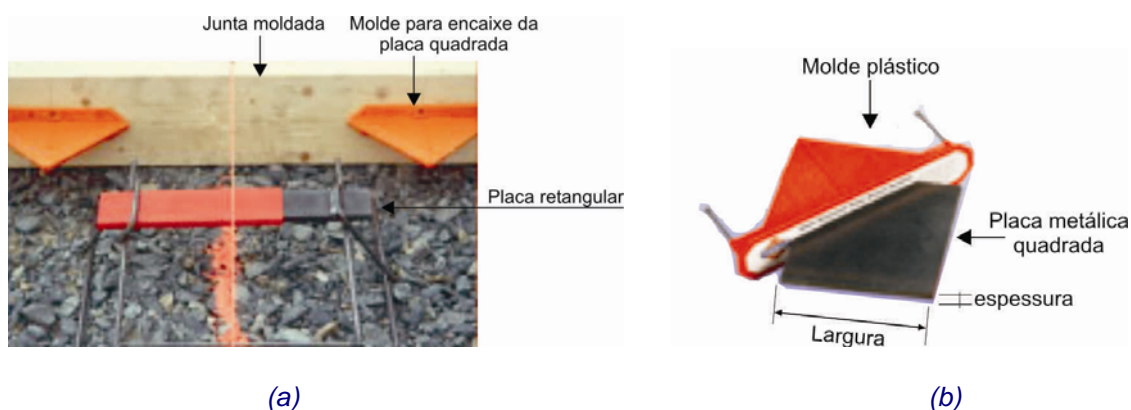 Junta moldada
Molde para encaixe da
placa quadrada
Placa retangular
(a)
Molde plástico
Placa metálica
quadrada
espessura
Largura
(b)